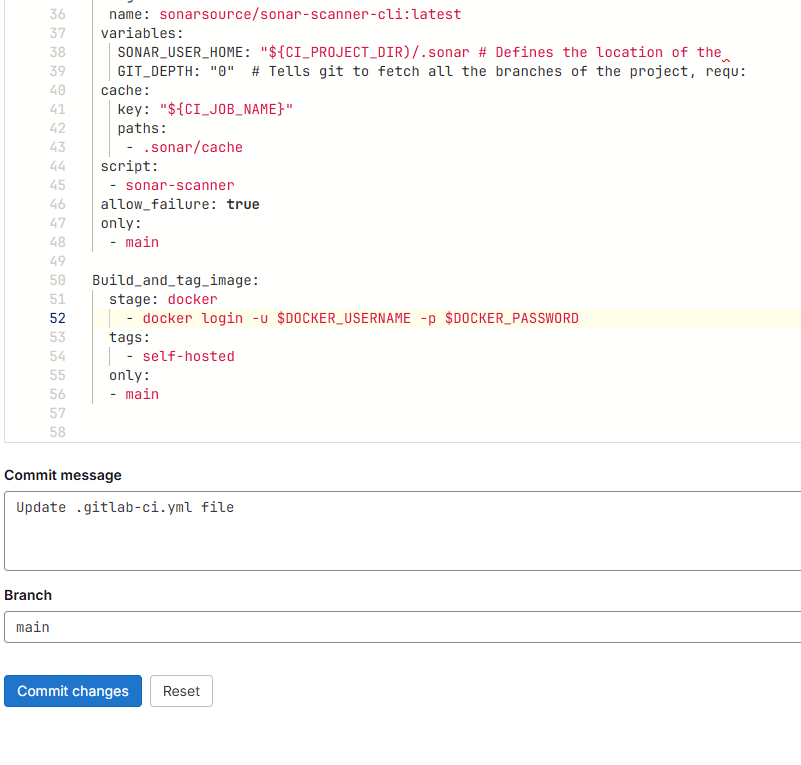 36 name: sonarsource/sonar-scanner-cli:latest
37 variables:
38 SONAR_USER_HOME: "${CI_PROJECT_DIR)/.sonar # Defines the location of the
39 GIT_DEPTH: "0"  # Tells git to fetch all the branches of the project, requ:
40 cache:
41 key: "${CI_JOB_NAME}"
42 paths:
43 - .sonar/cache
44 script:
45 - sonar-scanner
46 allow_failure: true
47 only:
48 - main
49
50 Build_and_tag_image:
51 stage: docker
52 - docker login -u $DOCKER_USERNAME -p $DOCKER_PASSWORD
53 tags:
54 - self-hosted
55 only:
56 - main
57
58
Commit message
Update .gitlab-ci.yml file
Branch
main
Commit changes Reset